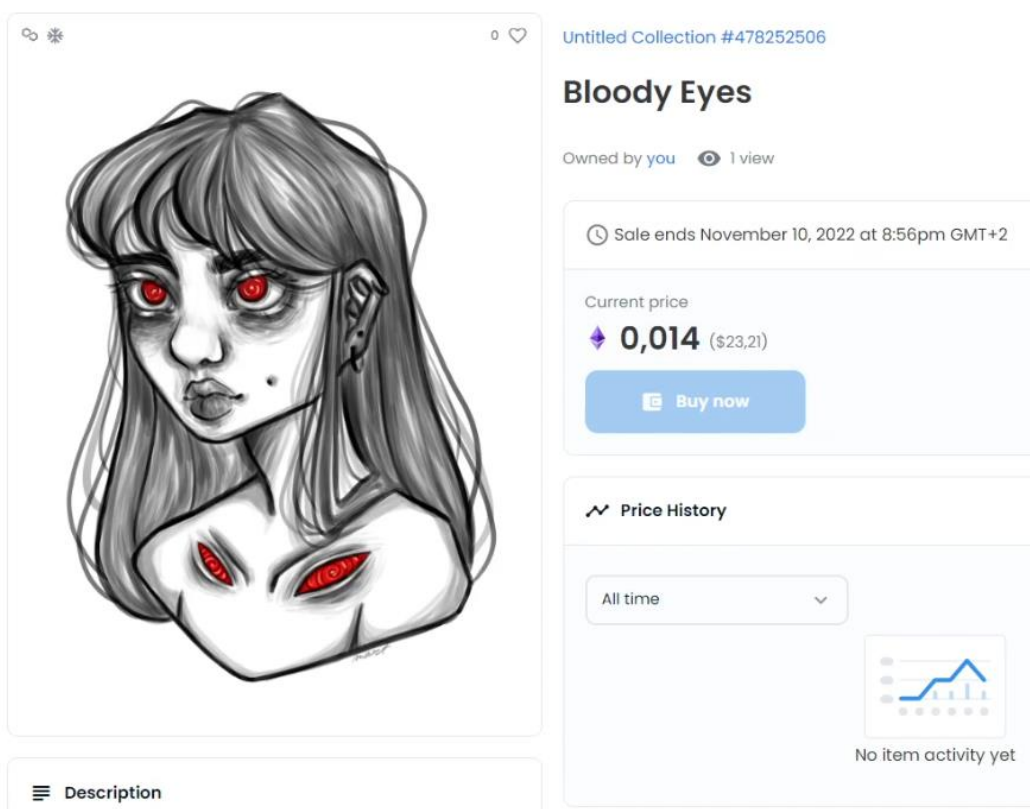 0
Untitled Collection #478252506
Bloody Eyes
Owned by you 1 view
Sale ends November 10, 2022 at 8:56pm GMT+2
Current price
0,014 ($23,21)
Buy now
Price History
All time
No item activity yet
Description